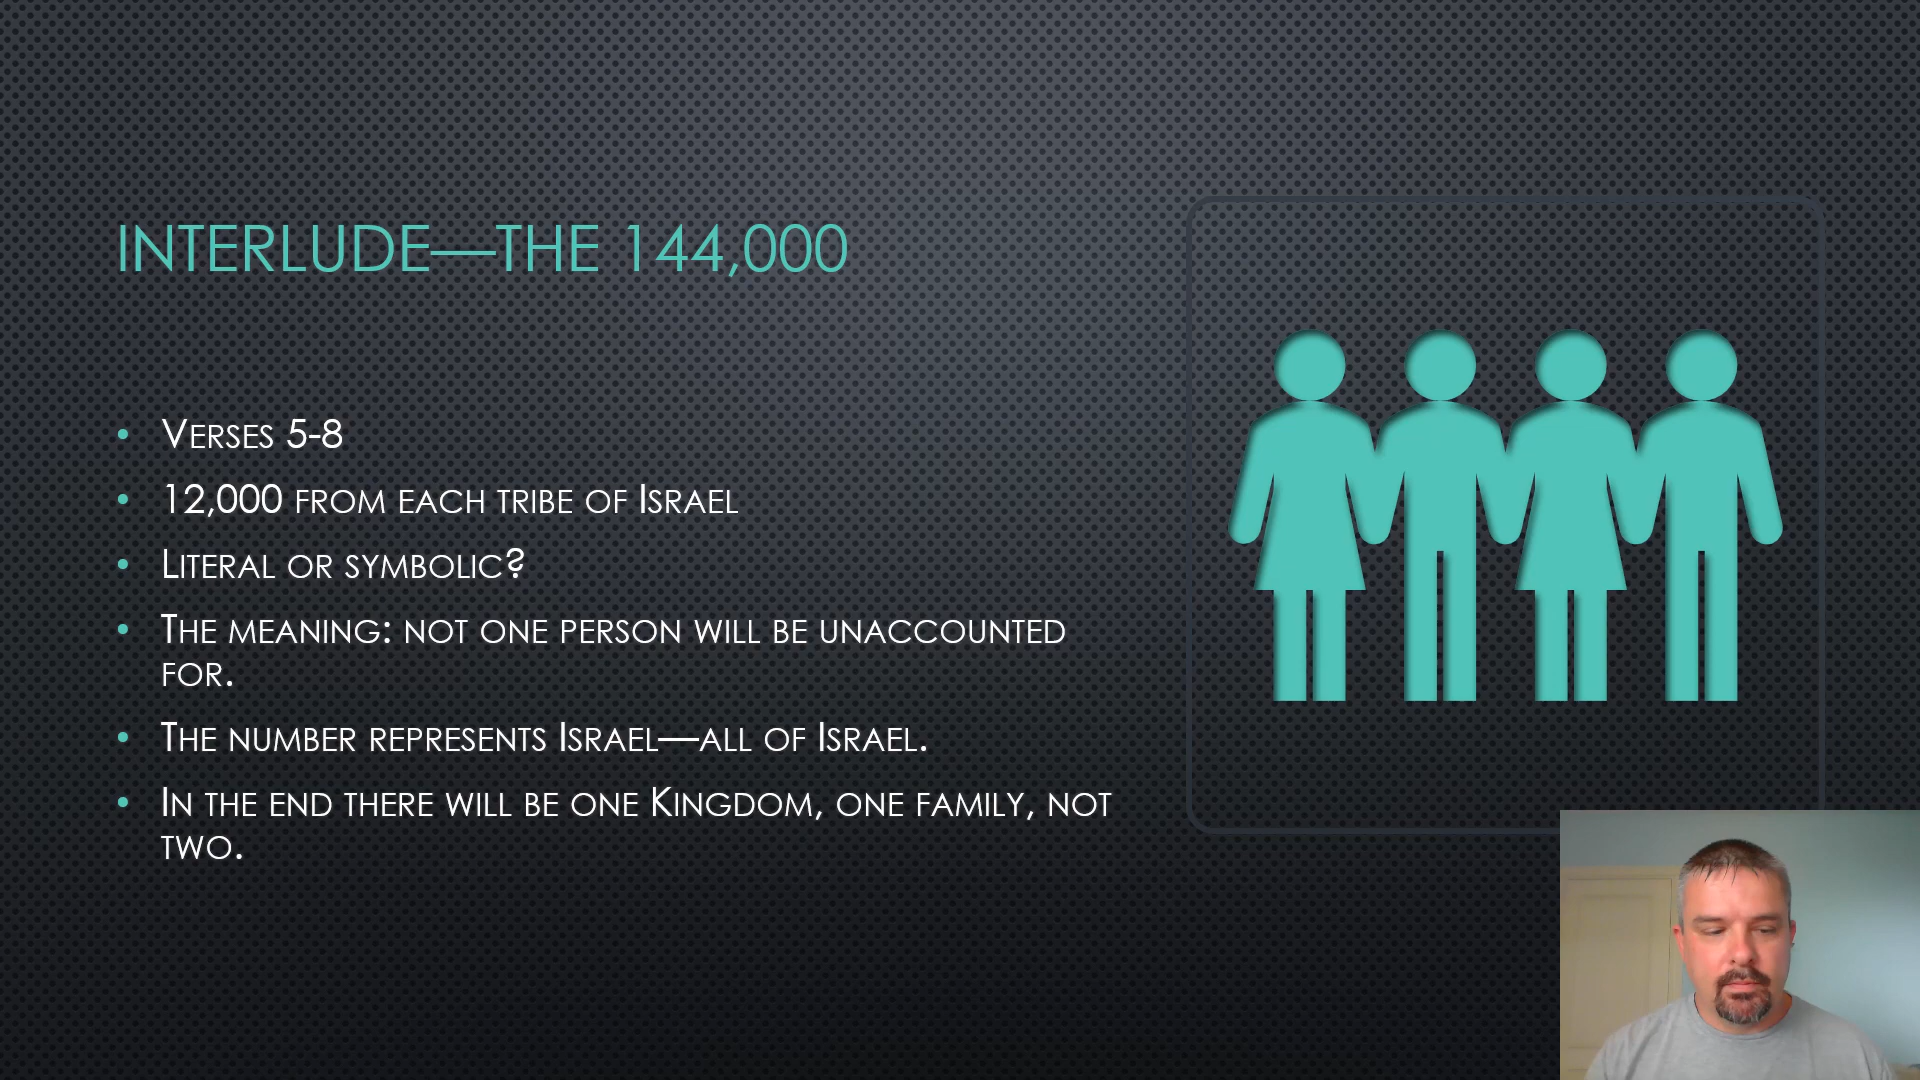 INTERLUDE—THE 144,000
• VERSES 5-8
• 12,000 FROM EACH TRIBE OF ISRAEL
• LITERAL OR SYMBOLIC?
• THE MEANING: NOT ONE PERSON WILL BE UNACCOUNTED
FOR.
• THE NUMBER REPRESENTS ISRAEL—ALL OF ISRAEL.
• IN THE END THERE WILL BE ONE KINGDOM, ONE FAMILY, NOT
TWO.